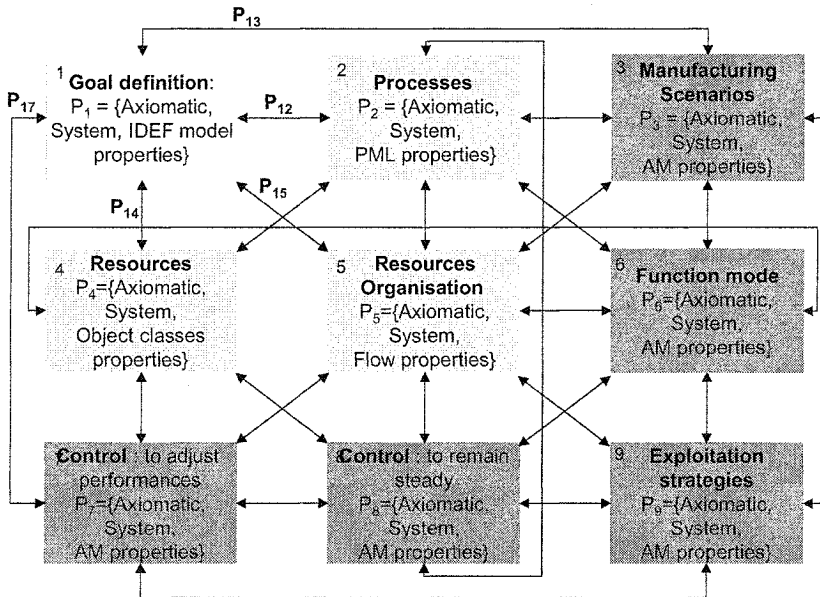 P13
1
Goal definition:
P1 = {Axiomatic,
System, IDEF model
properties}
P17
P12
2
Processes
P2 = {Axiomatic,
System,
PML properties}
3
Manufacturing
Scenarios
P3 = {Axiomatic,
System,
AM properties}
P14
P15
4
Resources
P4={Axiomatic,
System,
Object classes
properties}
5
Resources
Organisation
P5={Axiomatic,
System,
Flow properties}
6
Function mode
P6={Axiomatic,
System,
AM properties}
Control : to adjust
performances
P7={Axiomatic,
System,
AM properties}
Control : to remain
steady
P8={Axiomatic,
System,
AM properties}
9
Exploitation
strategies
P9={Axiomatic,
System,
AM properties}